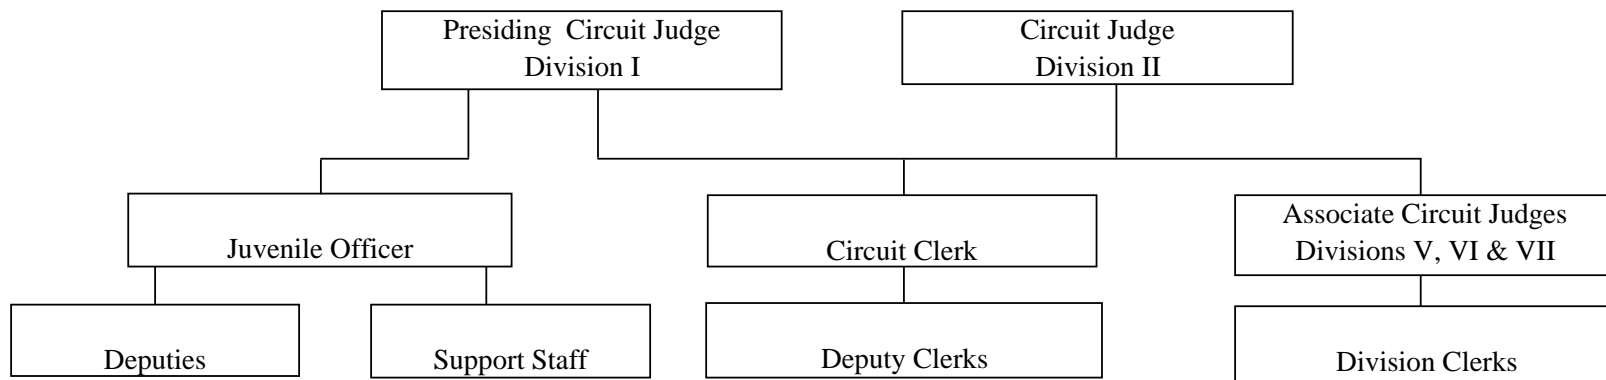 Presiding Circuit Judge
Division I
Circuit Judge
Division II
Juvenile Officer
Circuit Clerk
Associate Circuit Judges
Divisions V, VI & VII
Deputies
Support Staff
Deputy Clerks
Division Clerks